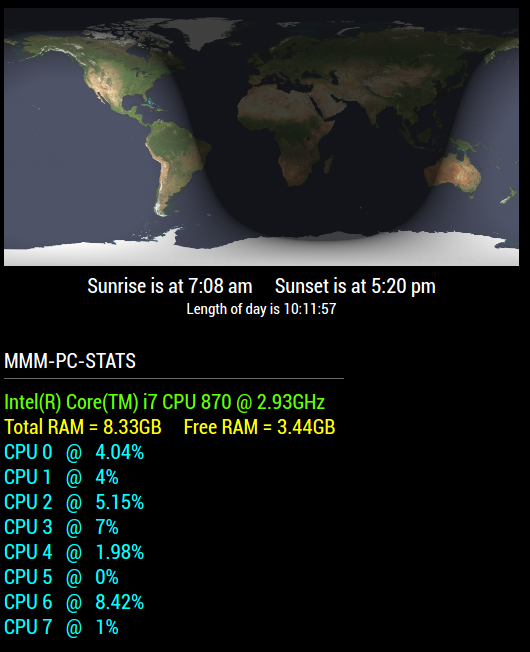 Sunrise is at 7:08 am Sunset is at 5:20 pm
Length of day is 10:11:57
MMM-PC-STATS
Intel(R) Core(TM) i7 CPU 870 @ 2.93GHz
Total RAM = 8.33GB Free RAM = 3.44GB
CPU 0 @ 4.04%
CPU 1 @ 4%
CPU 2 @ 5.15%
CPU 3 @ 7%
CPU 4 @ 1.98%
CPU 5 @ 0%
CPU 6 @ 8.42%
CPU 7 @ 1%